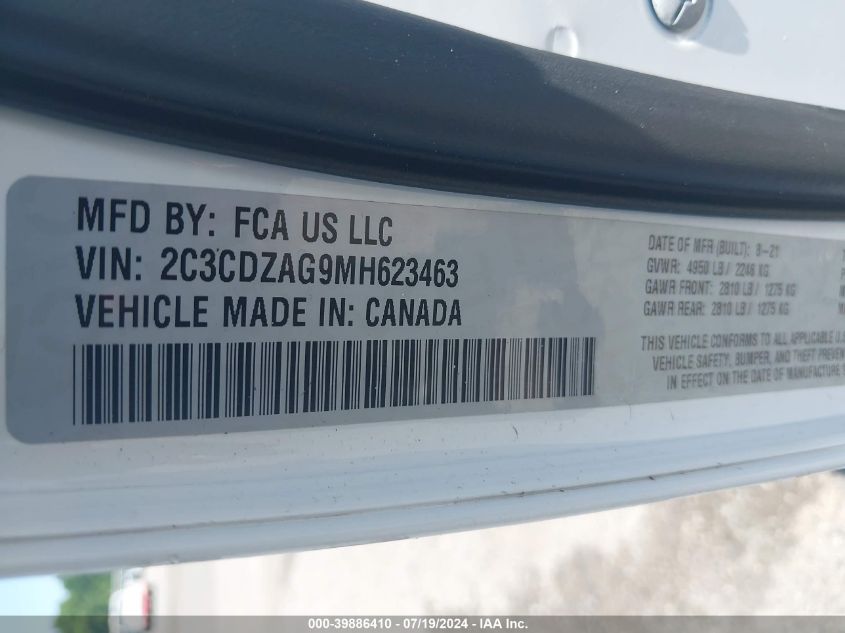 MFD BY: FCA US LLC
VIN: 2C3CDZAG9MH623463
VEHICLE MADE IN: CANADA
DATE OF MFR (BUILT): 8-21
GVWR: 4950 LB / 2246 KG
GAWR FRONT: 2810 LB / 1275 KG
GAWR REAR: 2810 LB / 1275 KG
THIS VEHICLE CONFORMS TO ALL APPLICABLE U.S
VEHICLE SAFETY, BUMPER, AND THEFT PREVEN
IN EFFECT ON THE DATE OF MANUFACTURE
000-39886410 - 07/19/2024 - IAA Inc.